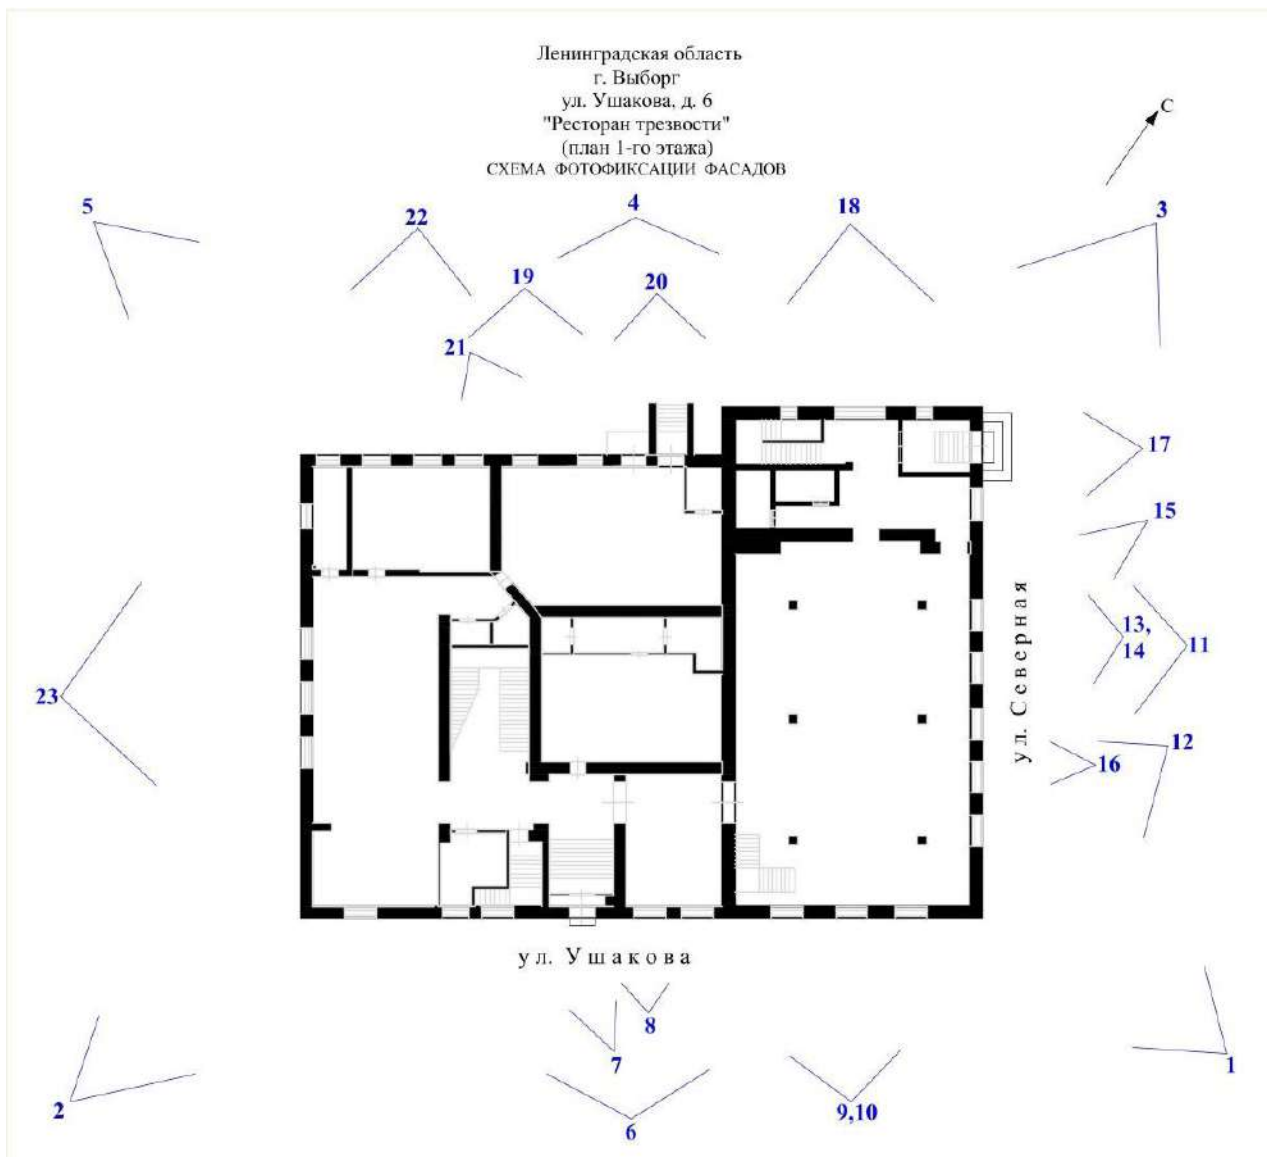 Ленинградская область
г. Выборг
ул. Ушакова, д. 6
"Ресторан трезвости"
(план 1-го этажа)
СХЕМА ФОТОФИКСАЦИИ ФАСАДОВ
С
5
22
4
18
3
19
20
21
17
15
13,
14
11
ул. Северная
23
12
16
ул. Ушакова
8
7
1
2
6
9,10